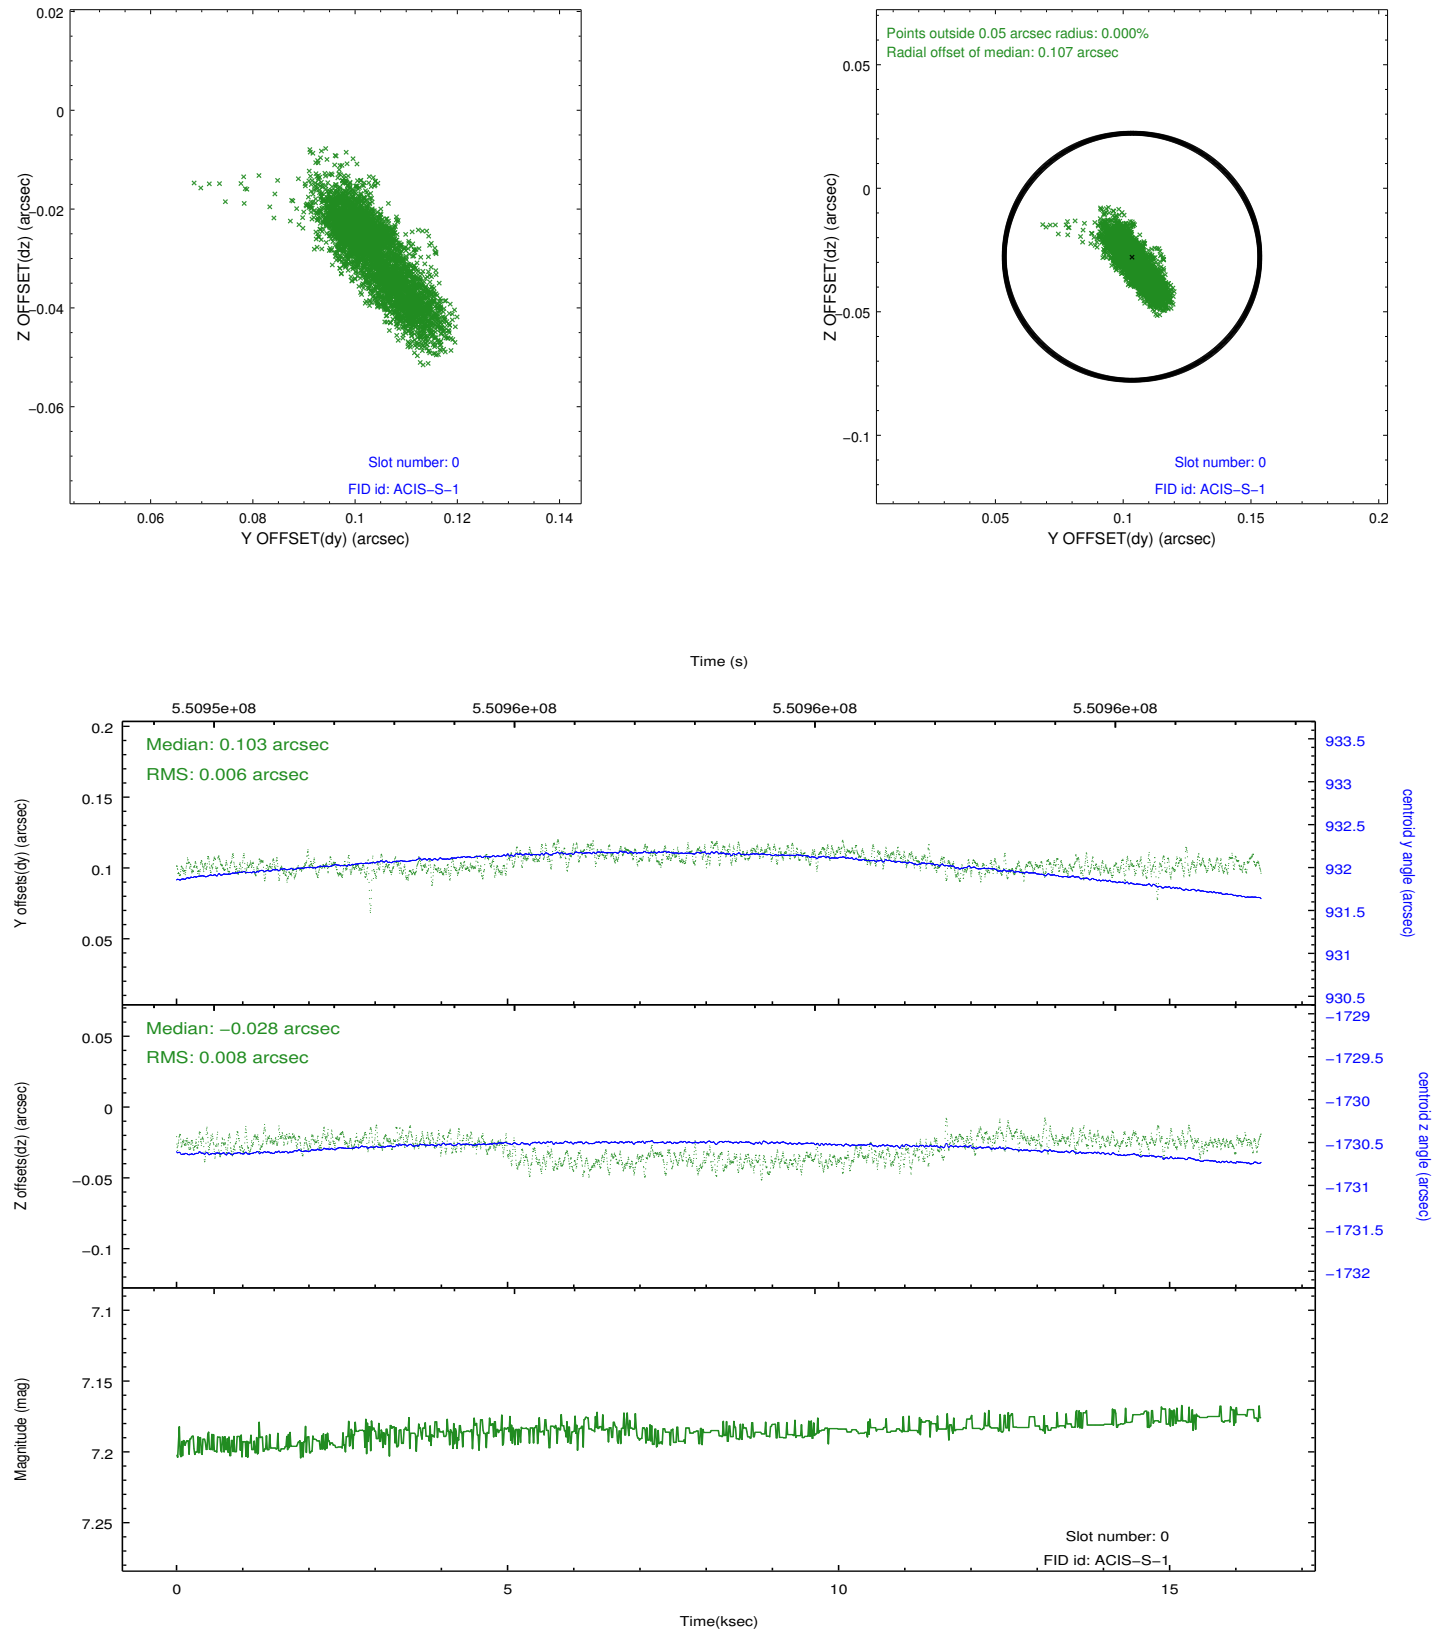 0.02
0
−0.02
−0.04
−0.06
Z OFFSET(dz) (arcsec)
Slot number: 0
FID id: ACIS−S−1
0.06 0.08 0.1 0.12 0.14
Y OFFSET(dy) (arcsec)
Points outside 0.05 arcsec radius: 0.000%
Radial offset of median: 0.107 arcsec
0.05
0
−0.05
−0.1
Z OFFSET(dz) (arcsec)
Slot number: 0
FID id: ACIS−S−1
0.05 0.1 0.15 0.2
Y OFFSET(dy) (arcsec)
Time (s)
5.5095e+08 5.5096e+08 5.5096e+08 5.5096e+08
Median: 0.103 arcsec
RMS: 0.006 arcsec
0.2
0.15
0.1
0.05
Y offsets(dy) (arcsec)
933.5
933
932.5
932
931.5
931
930.5
centroid y angle (arcsec)
Median: −0.028 arcsec
RMS: 0.008 arcsec
0.05
0
−0.05
−0.1
Z offsets(dz) (arcsec)
−1729
−1729.5
−1730
−1730.5
−1731
−1731.5
−1732
centroid z angle (arcsec)
7.1
7.15
7.2
7.25
Magnitude (mag)
Slot number: 0
FID id: ACIS−S−1
0 5 10 15
Time(ksec)